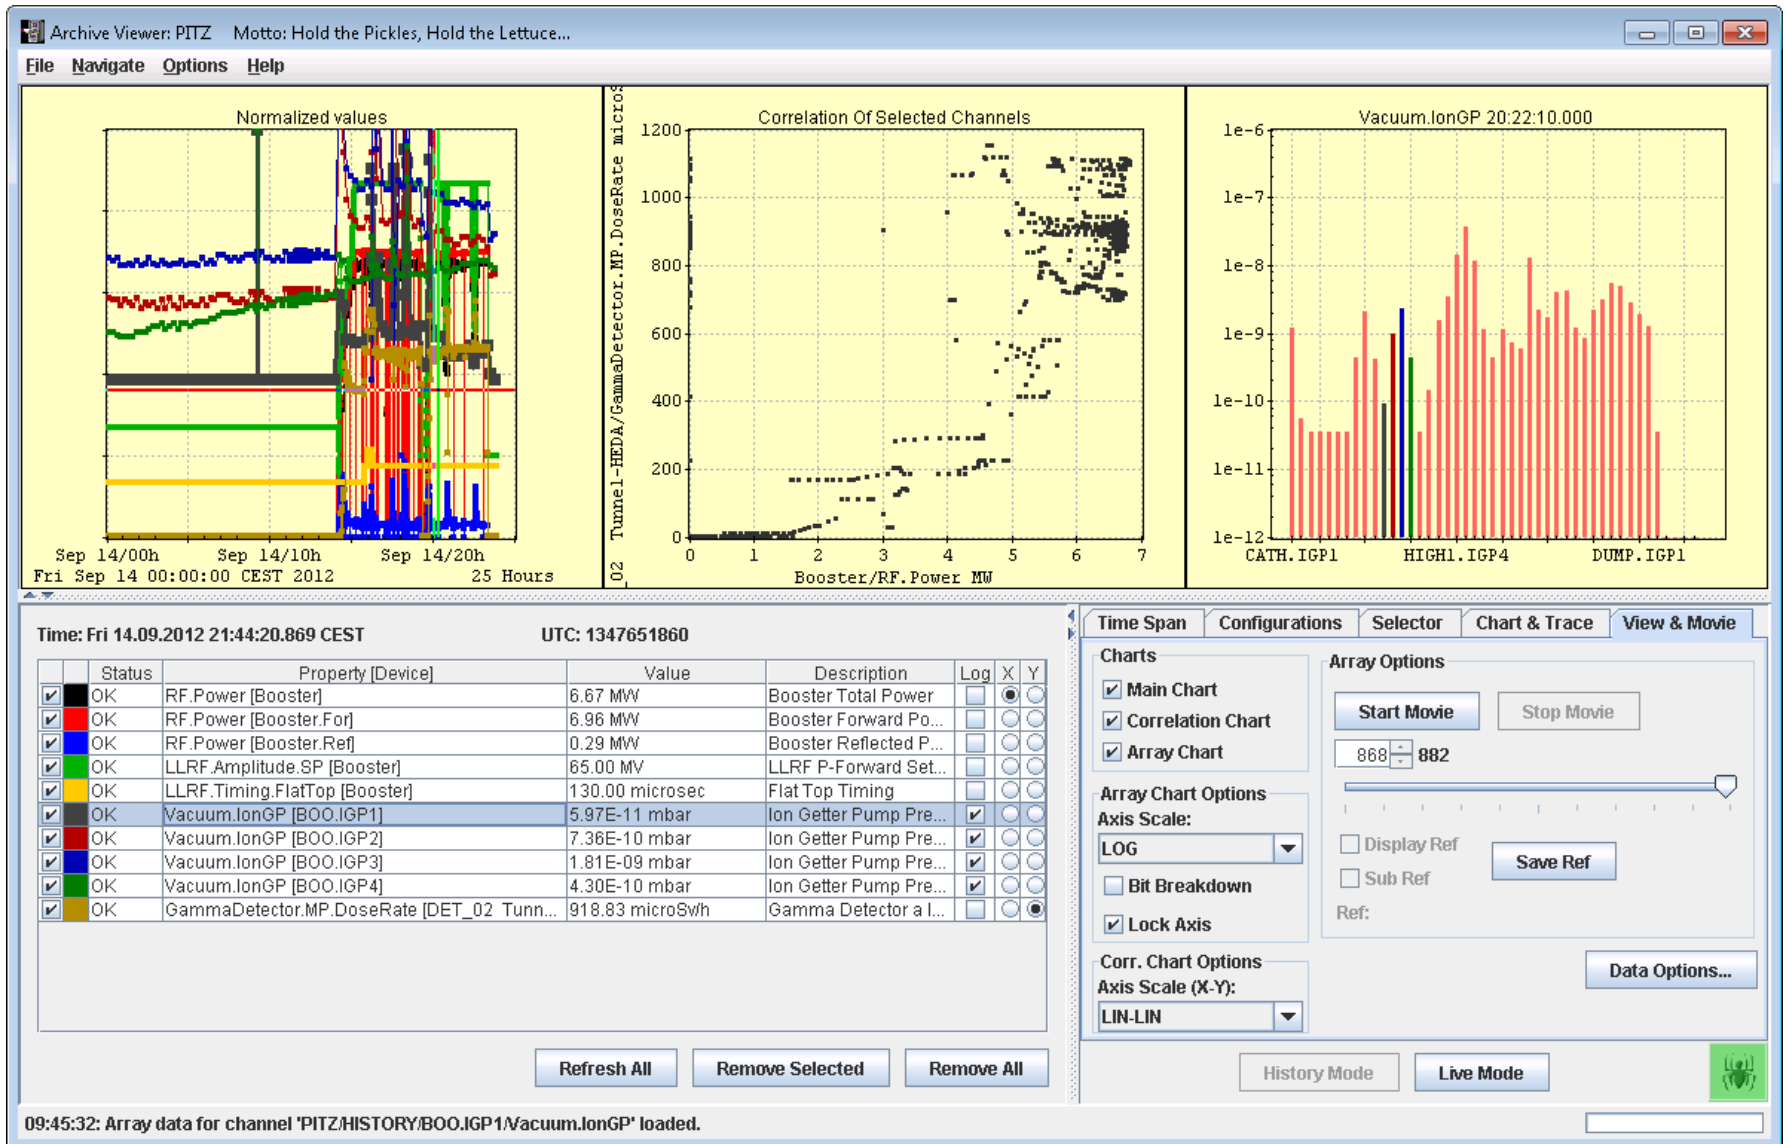 Archive Viewer: PITZ    Motto: Hold the Pickles, Hold the Lettuce...
File  Navigate  Options  Help
Normalized values
Sep 14/00h  Sep 14/10h  Sep 14/20h
Fri Sep 14 00:00:00 CEST 2012  25 Hours
Correlation Of Selected Channels
_02 Tunnel-HEDA/GammaDetector.MP.DoseRate micros
1200
1000
800
600
400
200
0
0 1 2 3 4 5 6 7
Booster/RF.Power MW
Vacuum.IonGP 20:22:10.000
1e-6
1e-7
1e-8
1e-9
1e-10
1e-11
1e-12
CATH.IGP1  HIGH1.IGP4  DUMP.IGP1
Time: Fri 14.09.2012 21:44:20.869 CEST  UTC: 1347651860
Status  Property [Device]  Value  Description  Log  X  Y
OK  RF.Power [Booster]  6.67 MW  Booster Total Power
OK  RF.Power [Booster.For]  6.96 MW  Booster Forward Po...
OK  RF.Power [Booster.Ref]  0.29 MW  Booster Reflected P...
OK  LLRF.Amplitude.SP [Booster]  65.00 MV  LLRF P-Forward Set...
OK  LLRF.Timing.FlatTop [Booster]  130.00 microsec  Flat Top Timing
OK  Vacuum.IonGP [BOO.IGP1]  5.97E-11 mbar  Ion Getter Pump Pre...
OK  Vacuum.IonGP [BOO.IGP2]  7.36E-10 mbar  Ion Getter Pump Pre...
OK  Vacuum.IonGP [BOO.IGP3]  1.81E-09 mbar  Ion Getter Pump Pre...
OK  Vacuum.IonGP [BOO.IGP4]  4.30E-10 mbar  Ion Getter Pump Pre...
OK  GammaDetector.MP.DoseRate [DET_02 Tunn...  918.83 microSv/h  Gamma Detector a l...
Refresh All  Remove Selected  Remove All
Time Span  Configurations  Selector  Chart & Trace  View & Movie
Charts
Main Chart
Correlation Chart
Array Chart
Array Chart Options
Axis Scale:
LOG
Bit Breakdown
Lock Axis
Corr. Chart Options
Axis Scale (X-Y):
LIN-LIN
Array Options
Start Movie  Stop Movie
868  882
Display Ref
Sub Ref
Save Ref
Ref:
Data Options...
History Mode  Live Mode
09:45:32: Array data for channel 'PITZ/HISTORY/BOO.IGP1/Vacuum.IonGP' loaded.